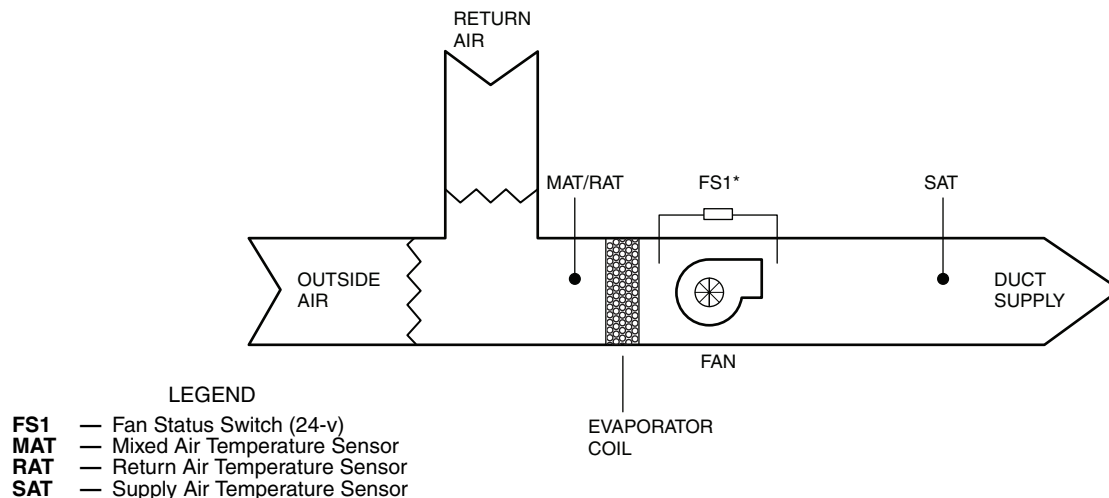 RETURN
AIR
MAT/RAT
FS1*
SAT
OUTSIDE
AIR
DUCT
SUPPLY
FAN
EVAPORATOR
COIL
LEGEND
FS1 — Fan Status Switch (24-v)
MAT — Mixed Air Temperature Sensor
RAT — Return Air Temperature Sensor
SAT — Supply Air Temperature Sensor